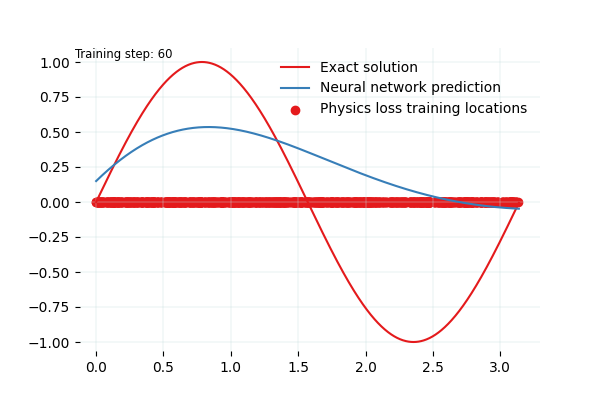 Training step: 60
Exact solution
Neural network prediction
Physics loss training locations
1.00
0.75
0.50
0.25
0.00
−0.25
−0.50
−0.75
−1.00
0.0 0.5 1.0 1.5 2.0 2.5 3.0